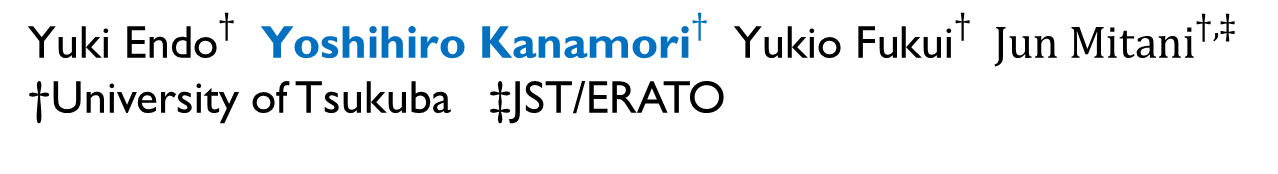 Yuki Endo† Yoshihiro Kanamori† Yukio Fukui† Jun Mitani†,‡
†University of Tsukuba ‡JST/ERATO